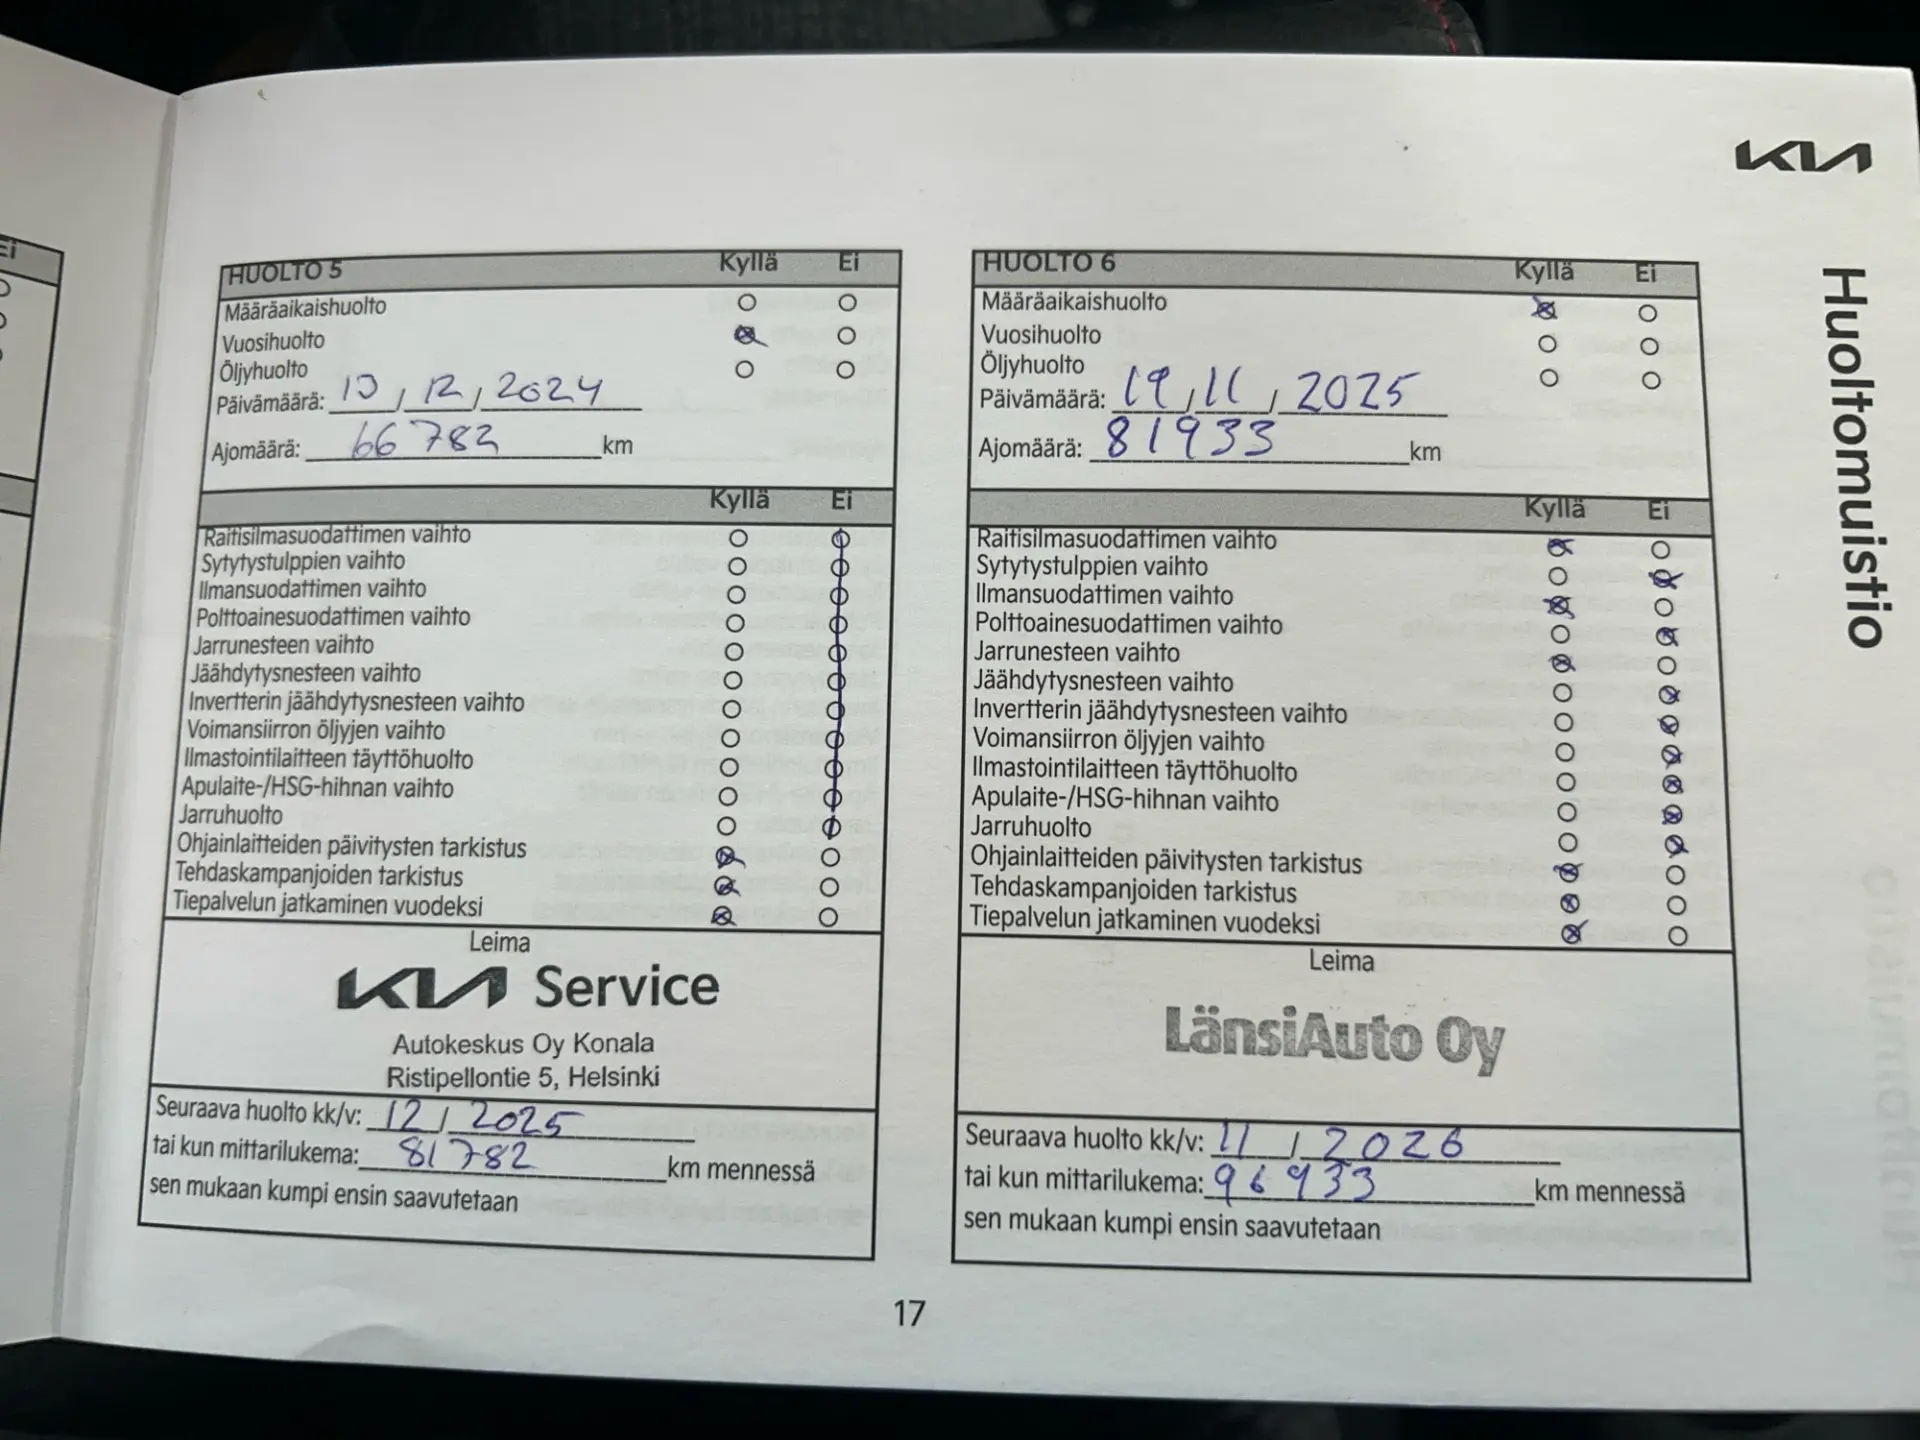 KIA
Huoltomuistio
Ei
HUOLTO 5 Kyllä Ei
Määräaikaishuolto
Vuosihuolto
Öljyhuolto
Päivämäärä: 10 / 12 / 2024
Ajomäärä: 66 782 km
Kyllä Ei
Raitisilmasuodattimen vaihto
Sytytystulppien vaihto
Ilmansuodattimen vaihto
Polttoainesuodattimen vaihto
Jarrunesteen vaihto
Jäähdytysnesteen vaihto
Invertterin jäähdytysnesteen vaihto
Voimansiirron öljyjen vaihto
Ilmastointilaitteen täyttöhuolto
Apulaite-/HSG-hihnan vaihto
Jarruhuolto
Ohjainlaitteiden päivitysten tarkistus
Tehdaskampanjoiden tarkistus
Tiepalvelun jatkaminen vuodeksi
Leima
KIA Service
Autokeskus Oy Konala
Ristipellontie 5, Helsinki
Seuraava huolto kk/v: 12 / 2025
tai kun mittarilukema: 81 782 km mennessä
sen mukaan kumpi ensin saavutetaan
HUOLTO 6 Kyllä Ei
Määräaikaishuolto
Vuosihuolto
Öljyhuolto
Päivämäärä: 19 / 11 / 2025
Ajomäärä: 81933 km
Kyllä Ei
Raitisilmasuodattimen vaihto
Sytytystulppien vaihto
Ilmansuodattimen vaihto
Polttoainesuodattimen vaihto
Jarrunesteen vaihto
Jäähdytysnesteen vaihto
Invertterin jäähdytysnesteen vaihto
Voimansiirron öljyjen vaihto
Ilmastointilaitteen täyttöhuolto
Apulaite-/HSG-hihnan vaihto
Jarruhuolto
Ohjainlaitteiden päivitysten tarkistus
Tehdaskampanjoiden tarkistus
Tiepalvelun jatkaminen vuodeksi
Leima
LänsiAuto Oy
Seuraava huolto kk/v: 11 / 2026
tai kun mittarilukema: 96933 km mennessä
sen mukaan kumpi ensin saavutetaan
17